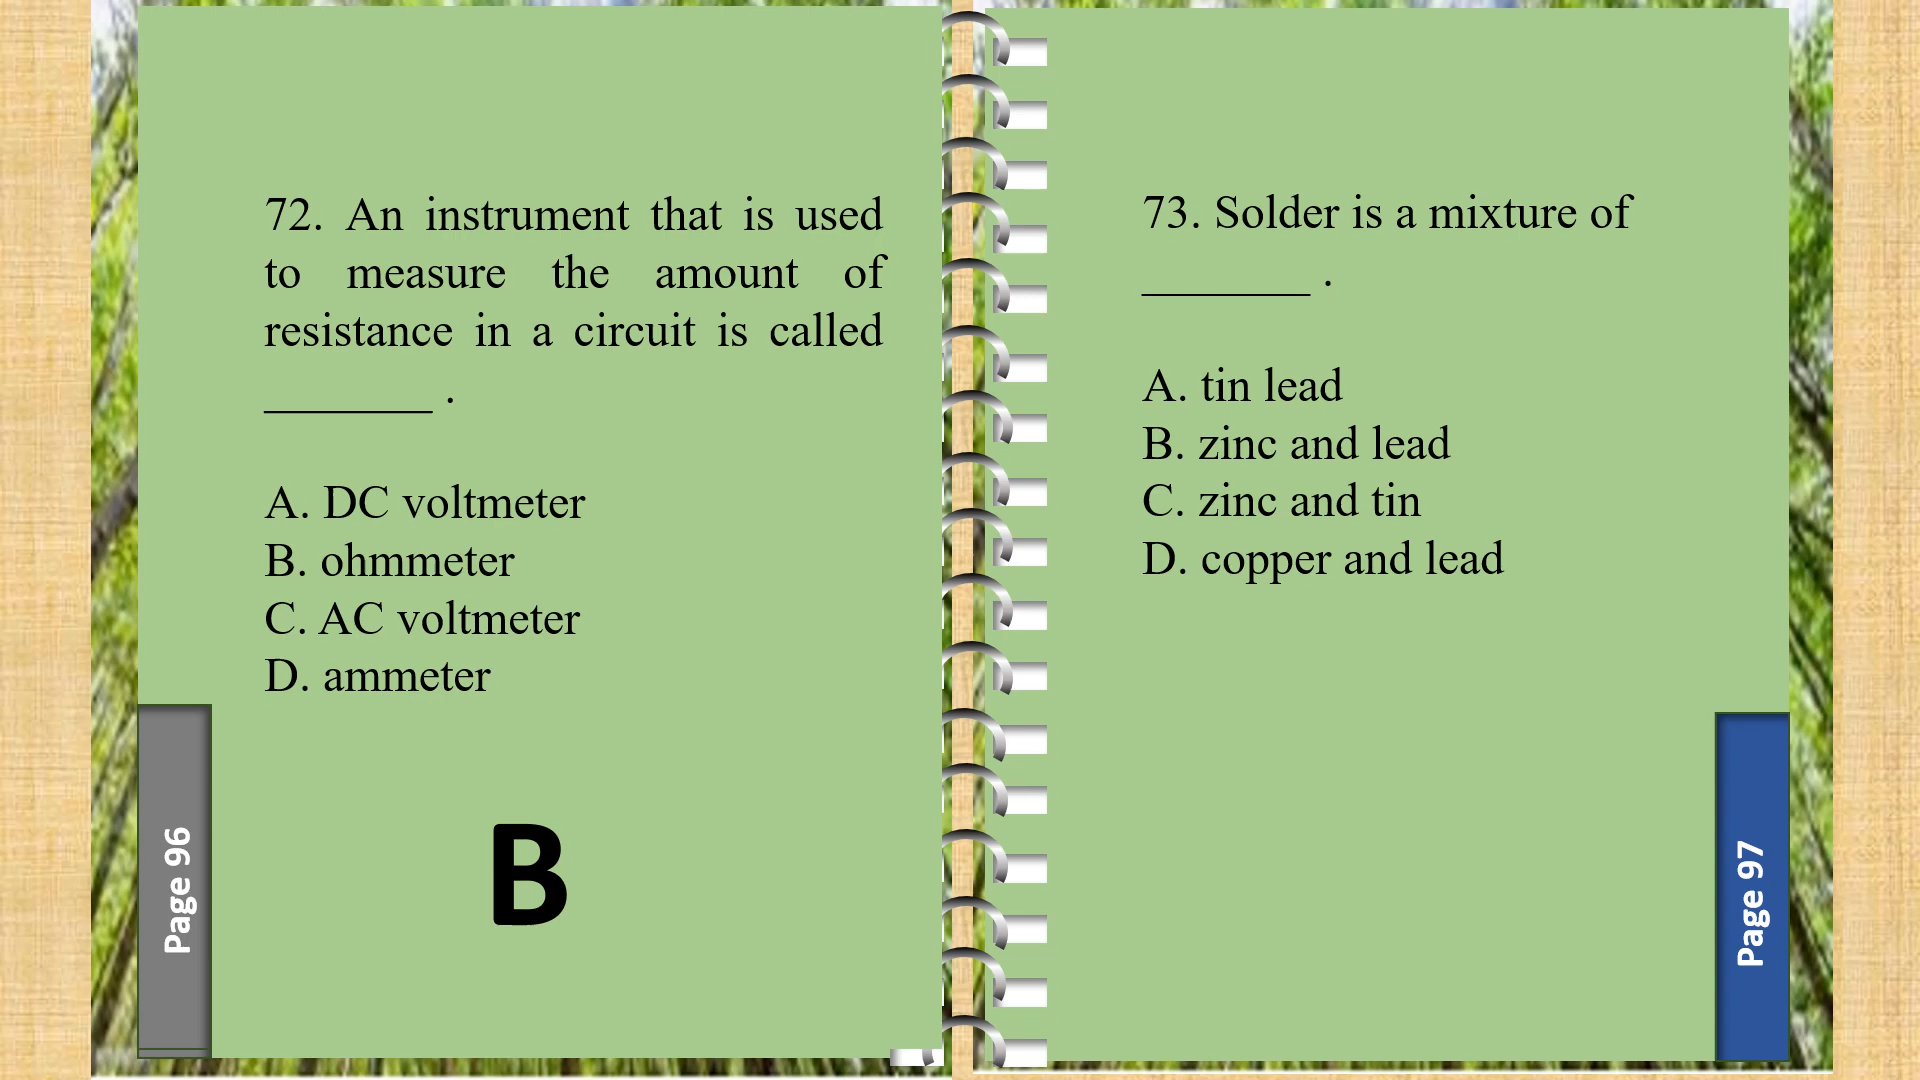 72. An instrument that is used
to measure the amount of
resistance in a circuit is called
_______ .
A. DC voltmeter
B. ohmmeter
C. AC voltmeter
D. ammeter
B
Page 96
73. Solder is a mixture of
_______ .
A. tin lead
B. zinc and lead
C. zinc and tin
D. copper and lead
Page 97